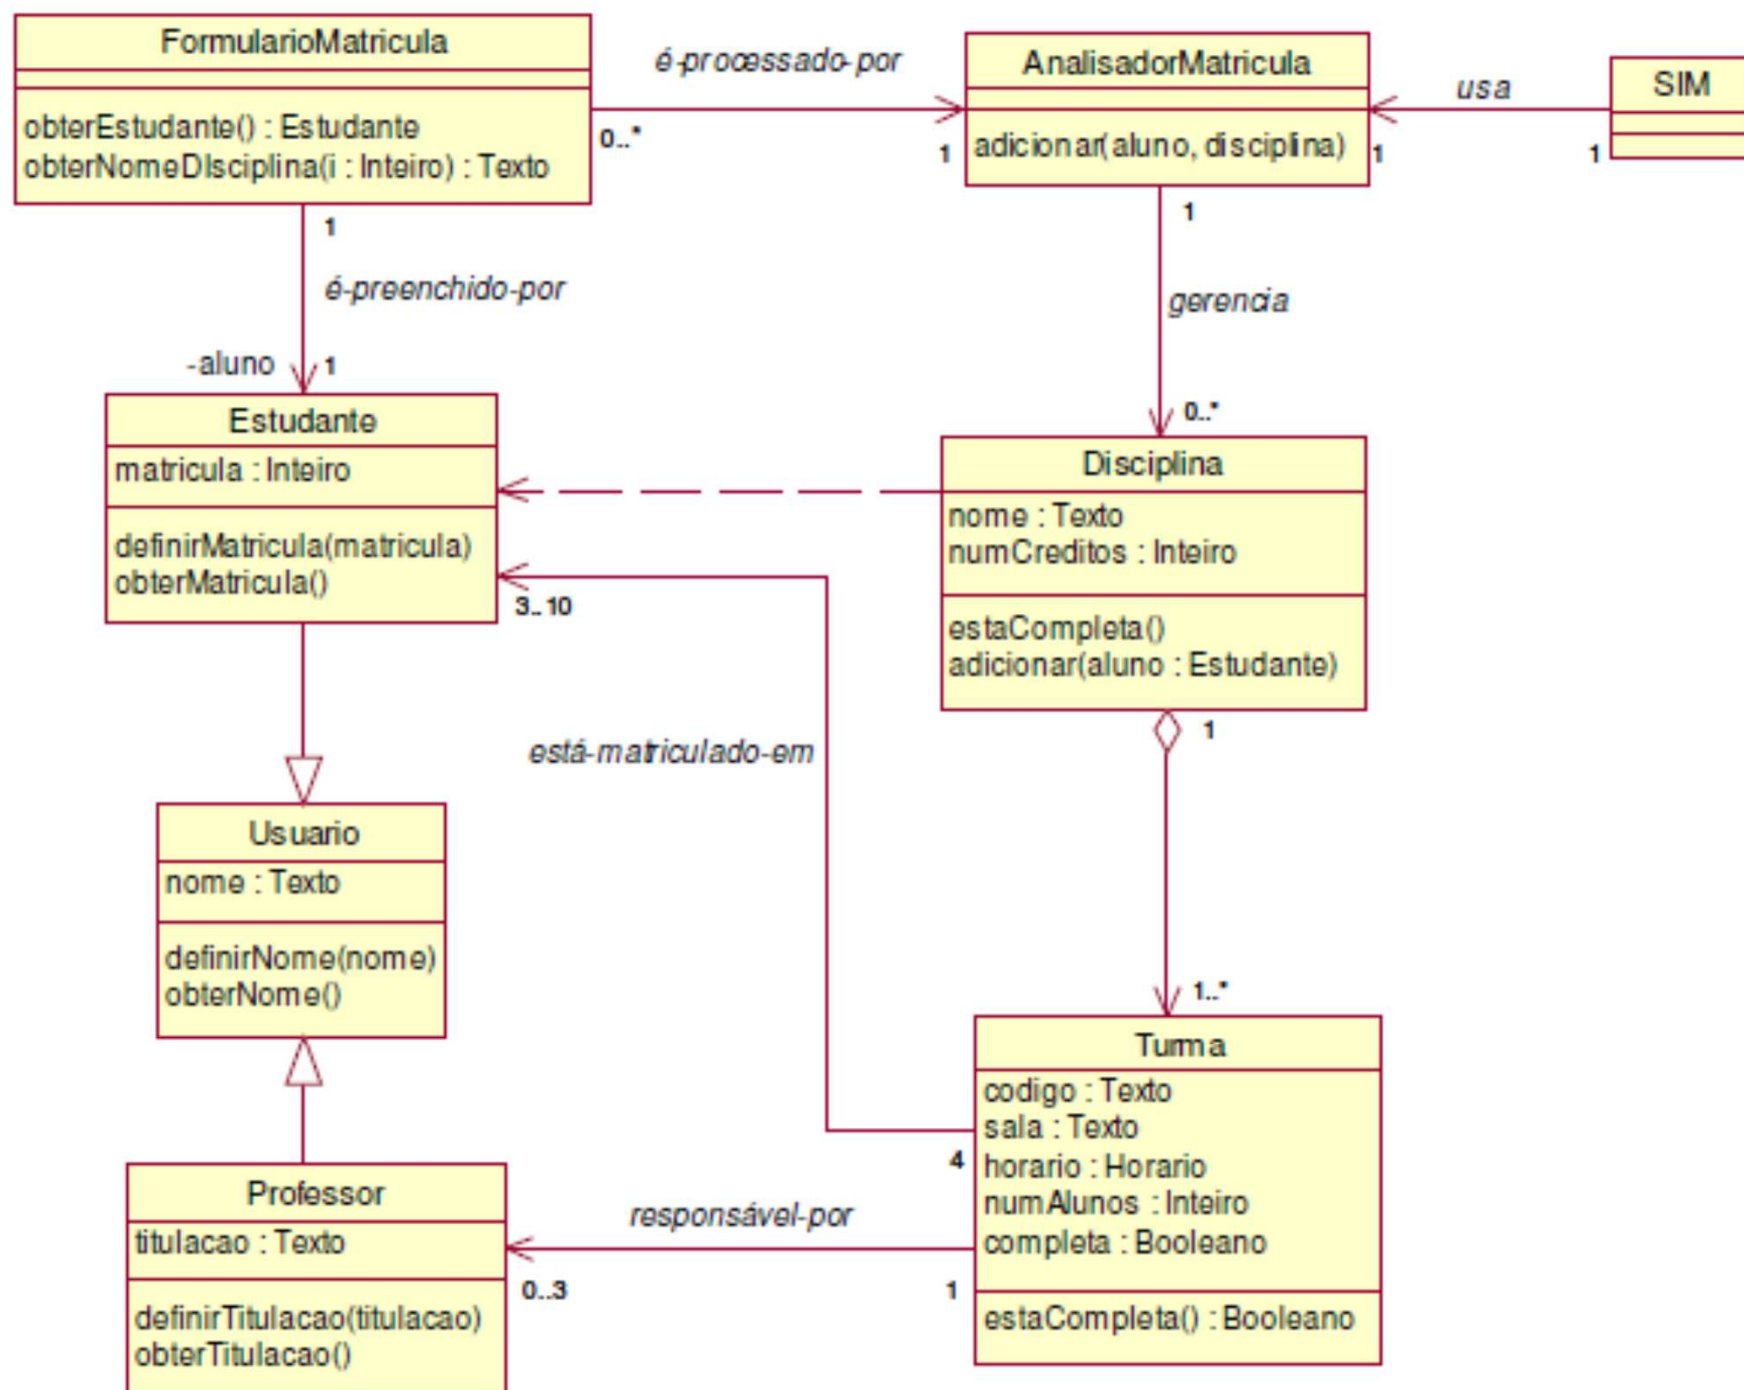 FormularioMatricula
obterEstudante() : Estudante
obterNomeDIsciplina(i : Inteiro) : Texto
é-processado-por
0..*
1
AnalisadorMatricula
adicionar(aluno, disciplina)
usa
1
1
SIM
1
é-preenchido-por
-aluno
1
1
gerencia
0..*
Estudante
matricula : Inteiro
definirMatricula(matricula)
obterMatricula()
3..10
Disciplina
nome : Texto
numCreditos : Inteiro
estaCompleta()
adicionar(aluno : Estudante)
1
está-matriculado-em
Usuario
nome : Texto
definirNome(nome)
obterNome()
1..*
Turma
codigo : Texto
sala : Texto
horario : Horario
numAlunos : Inteiro
completa : Booleano
estaCompleta() : Booleano
4
responsável-por
0..3
1
Professor
titulacao : Texto
definirTitulacao(titulacao)
obterTitulacao()